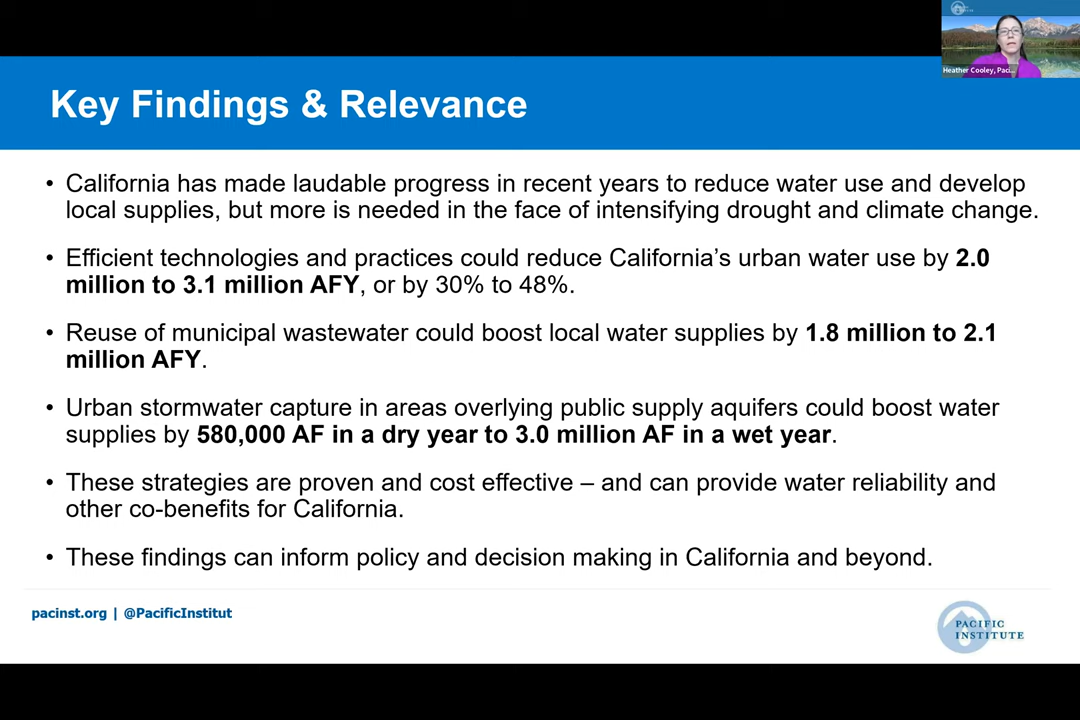 Heather Cooley, Paci...
Key Findings & Relevance
• California has made laudable progress in recent years to reduce water use and develop
local supplies, but more is needed in the face of intensifying drought and climate change.
• Efficient technologies and practices could reduce California’s urban water use by 2.0
million to 3.1 million AFY, or by 30% to 48%.
• Reuse of municipal wastewater could boost local water supplies by 1.8 million to 2.1
million AFY.
• Urban stormwater capture in areas overlying public supply aquifers could boost water
supplies by 580,000 AF in a dry year to 3.0 million AF in a wet year.
• These strategies are proven and cost effective – and can provide water reliability and
other co-benefits for California.
• These findings can inform policy and decision making in California and beyond.
pacinst.org | @PacificInstitut
PACIFIC
INSTITUTE